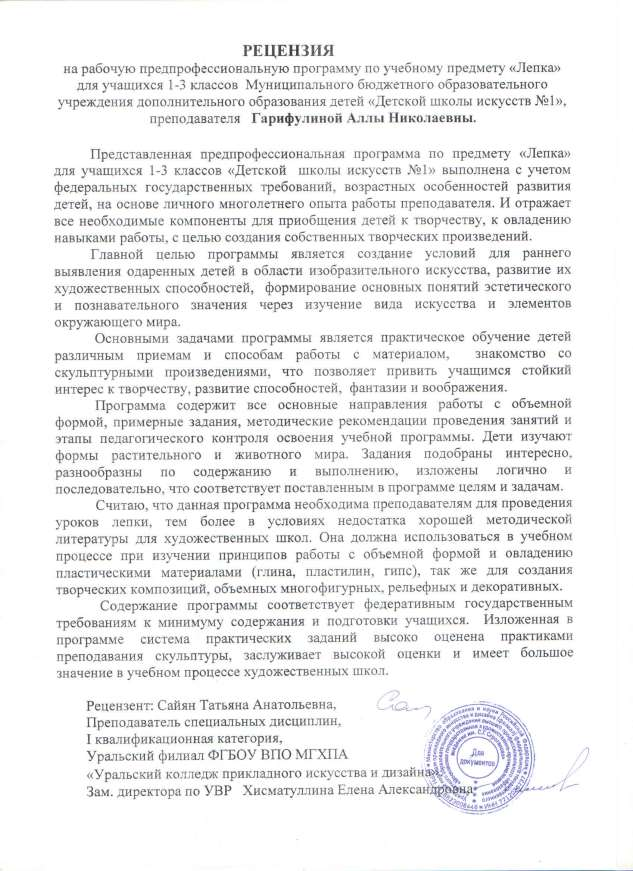 РЕЦЕНЗИЯ
на рабочую предпрофессиональную программу по учебному предмету «Лепка»
для учащихся 1-3 классов Муниципального бюджетного образовательного
учреждения дополнительного образования детей «Детской школы искусств №1»,
преподавателя Гарифулиной Аллы Николаевны.
Представленная предпрофессиональная программа по предмету «Лепка»
для учащихся 1-3 классов «Детской школы искусств №1» выполнена с учетом
федеральных государственных требований, возрастных особенностей развития
детей, на основе личного многолетнего опыта работы преподавателя. И отражает
все необходимые компоненты для приобщения детей к творчеству, к овладению
навыками работы, с целью создания собственных творческих произведений.
Главной целью программы является создание условий для раннего
выявления одаренных детей в области изобразительного искусства, развитие их
художественных способностей, формирование основных понятий эстетического
и познавательного значения через изучение вида искусства и элементов
окружающего мира.
Основными задачами программы является практическое обучение детей
различным приемам и способам работы с материалом, знакомство со
скульптурными произведениями, что позволяет привить учащимся стойкий
интерес к творчеству, развитие способностей, фантазии и воображения.
Программа содержит все основные направления работы с объемной
формой, примерные задания, методические рекомендации проведения занятий и
этапы педагогического контроля освоения учебной программы. Дети изучают
формы растительного и животного мира. Задания подобраны интересно,
разнообразны по содержанию и выполнению, изложены логично и
последовательно, что соответствует поставленным в программе целям и задачам.
Считаю, что данная программа необходима преподавателям для проведения
уроков лепки, тем более в условиях недостатка хорошей методической
литературы для художественных школ. Она должна использоваться в учебном
процессе при изучении принципов работы с объемной формой и овладению
пластическими материалами (глина, пластилин, гипс), так же для создания
творческих композиций, объемных многофигурных, рельефных и декоративных.
Содержание программы соответствует федеративным государственным
требованиям к минимуму содержания и подготовки учащихся. Изложенная в
программе система практических заданий высоко оценена практиками
преподавания скульптуры, заслуживает высокой оценки и имеет большое
значение в учебном процессе художественных школ.
Рецензент: Сайян Татьяна Анатольевна,
Преподаватель специальных дисциплин,
I квалификационная категория,
Уральский филиал ФГБОУ ВПО МГХПА
«Уральский колледж прикладного искусства и дизайна»
Зам. директора по УВР Хисматуллина Елена Александровна
Для
документов